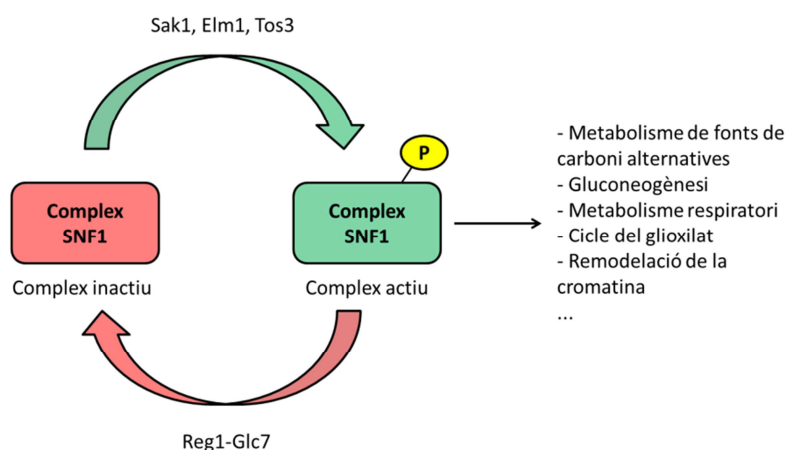 Sak1, Elm1, Tos3
P
Complex
SNF1
Complex inactiu
Complex
SNF1
Complex actiu
- Metabolisme de fonts de
carboni alternatives
- Gluconeogènesi
- Metabolisme respiratori
- Cicle del glioxilat
- Remodelació de la
cromatina
...
Reg1-Glc7